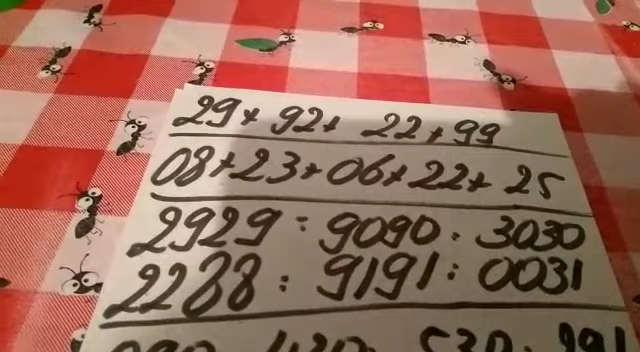 29+ 92+ 22+99
08+23+06+22+ 25
2929 : 9090 . 3030
2288 : 9191 : 0031